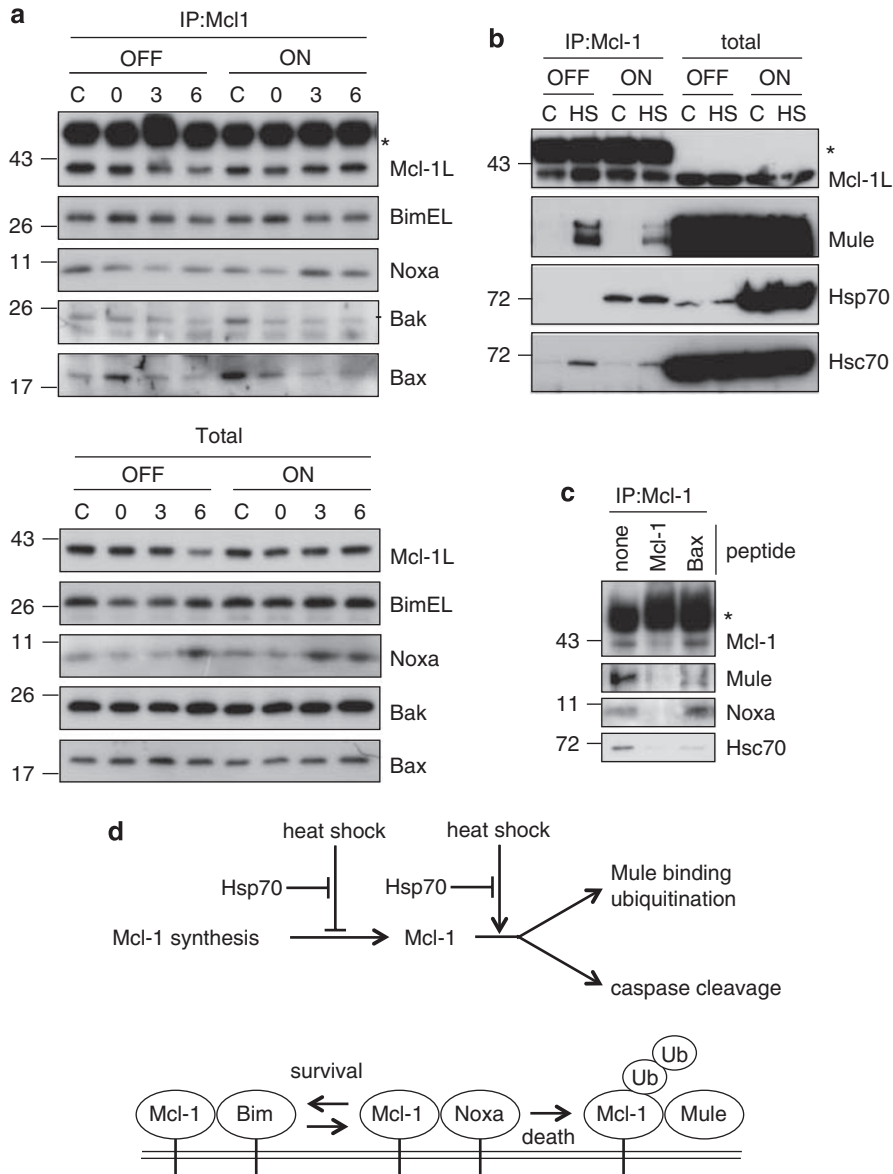 a
IP:Mcl1
OFF ON
C 0 3 6 C 0 3 6
*
43
Mcl-1L
26
BimEL
11
Noxa
26
Bak
17
Bax
Total
OFF ON
C 0 3 6 C 0 3 6
43
Mcl-1L
26
BimEL
11
Noxa
26
Bak
17
Bax
b
IP:Mcl-1 total
OFF ON OFF ON
C HS C HS C HS C HS
*
43
Mcl-1L
Mule
72
Hsp70
72
Hsc70
c
IP:Mcl-1
none Mcl-1 Bax peptide
*
43
Mcl-1
Mule
11
Noxa
72
Hsc70
d
heat shock heat shock
Hsp70 Hsp70
Mcl-1 synthesis Mcl-1
Mule binding
ubiquitination
caspase cleavage
survival
Mcl-1 Bim Mcl-1 Noxa
death
Ub
Ub
Mcl-1 Mule